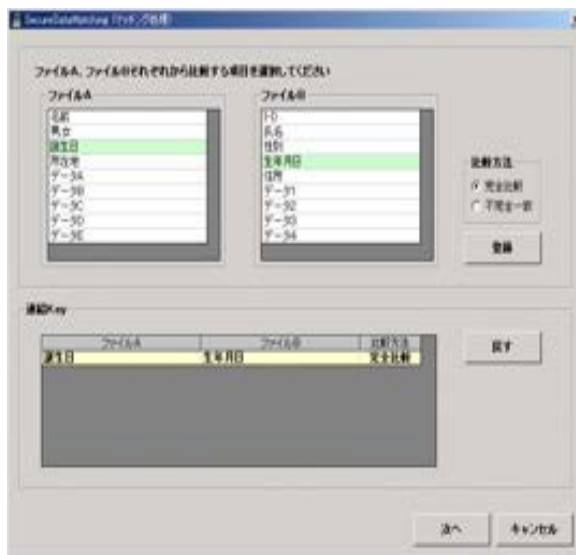 SecureDataMatching (マッチング処理)
ファイルA、ファイルBそれぞれから比較する項目を選択してください
ファイルA
名前
男女
誕生日
所在地
データA
データB
データC
データD
データE
ファイルB
I-D
氏名
性別
生年月日
住所
データ1
データ2
データ3
データ4
比較方法
完全比較
不完全一致
登録
連結Key
ファイルA ファイルB 比較方法
誕生日 生年月日 完全比較
戻す
次へ キャンセル